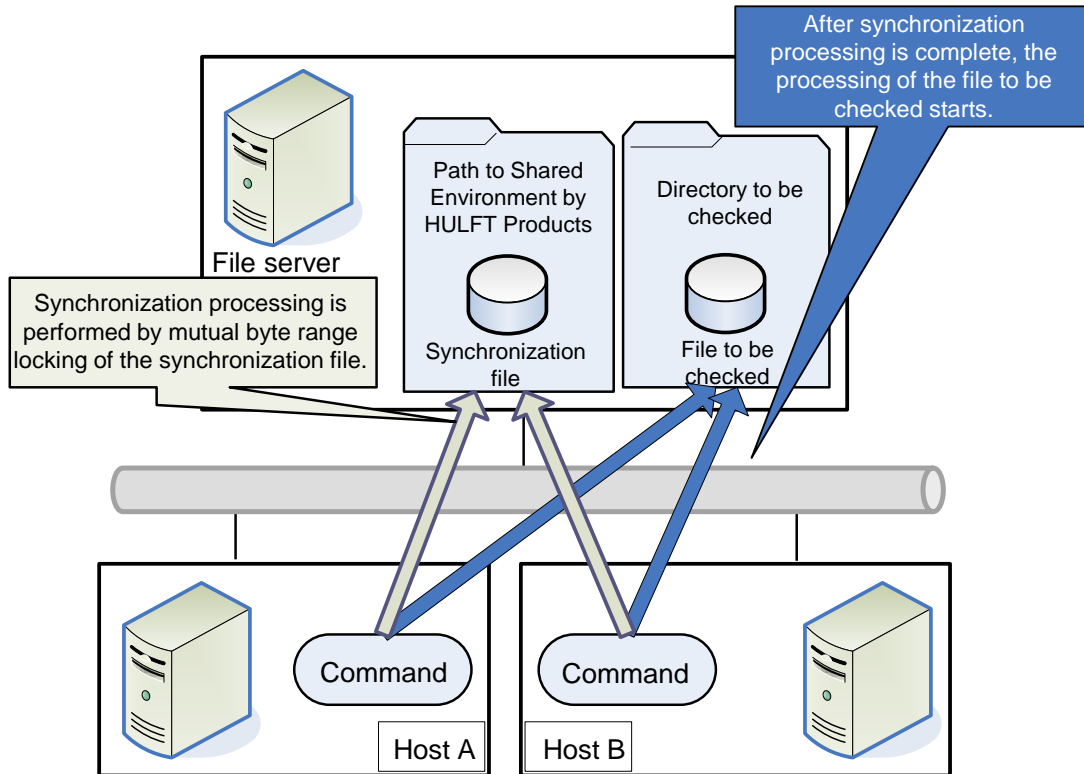 After synchronization
processing is complete, the
processing of the file to be
checked starts.
Path to Shared
Environment by
HULFT Products
Directory to be
checked
File server
Synchronization processing is
performed by mutual byte range
locking of the synchronization file.
Synchronization
file
File to be
checked
Command
Command
Host A
Host B